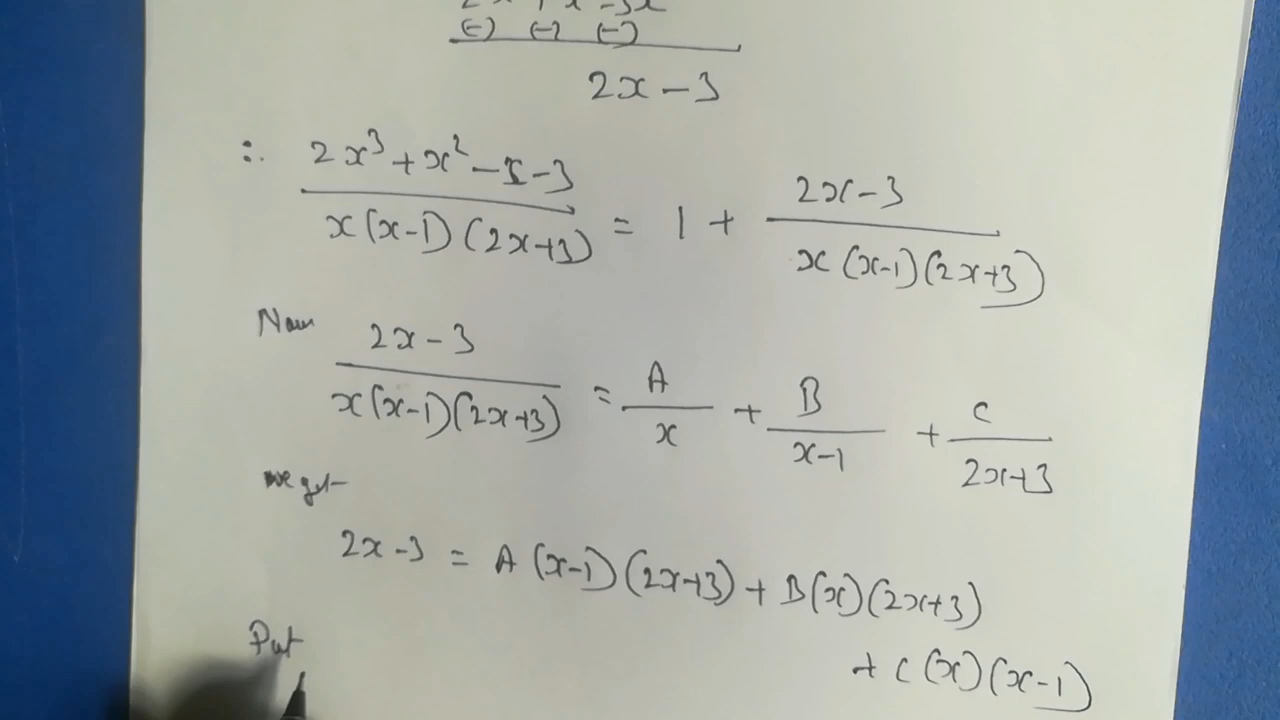 (-) (-) (-)
2x - 3
∴ (2x³ + x² - x - 3) / (x(x-1)(2x+3)) = 1 + (2x-3) / (x(x-1)(2x+3))
Now (2x - 3) / (x(x-1)(2x+3)) = A/x + B/(x-1) + C/(2x+3)
we get
2x - 3 = A(x-1)(2x+3) + B(x)(2x+3)
+ C(x)(x-1)
Put